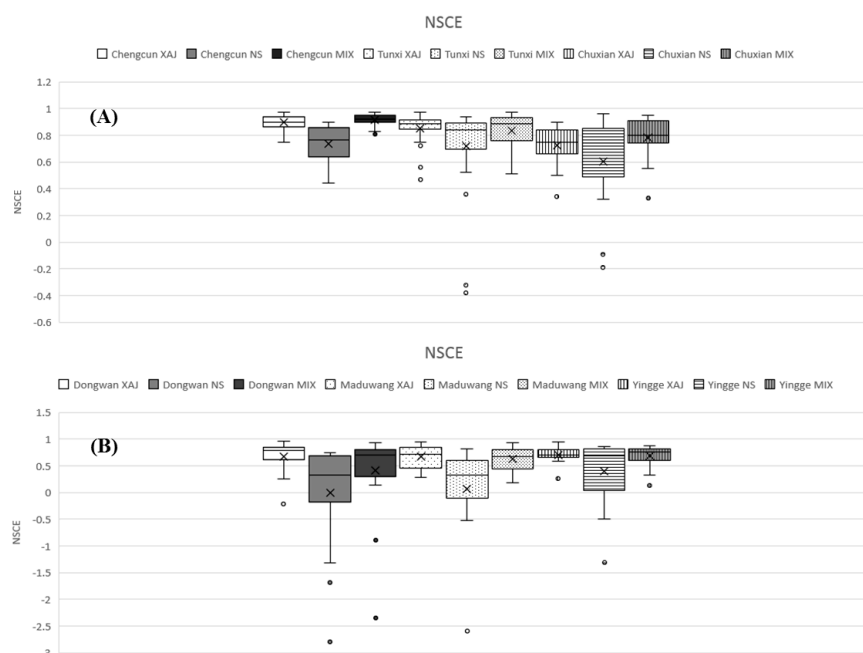 NSCE
Chengcun XAJ Chengcun NS Chengcun MIX Tunxi XAJ Tunxi NS Tunxi MIX Chuxian XAJ Chuxian NS Chuxian MIX
1.2
(A)
1
0.8
0.6
0.4
NSCE
0.2
0
-0.2
-0.4
-0.6
NSCE
Dongwan XAJ Dongwan NS Dongwan MIX Maduwang XAJ Maduwang NS Maduwang MIX Yingge XAJ Yingge NS Yingge MIX
1.5
(B)
1
0.5
0
-0.5
NSCE
-1
-1.5
-2
-2.5
-3